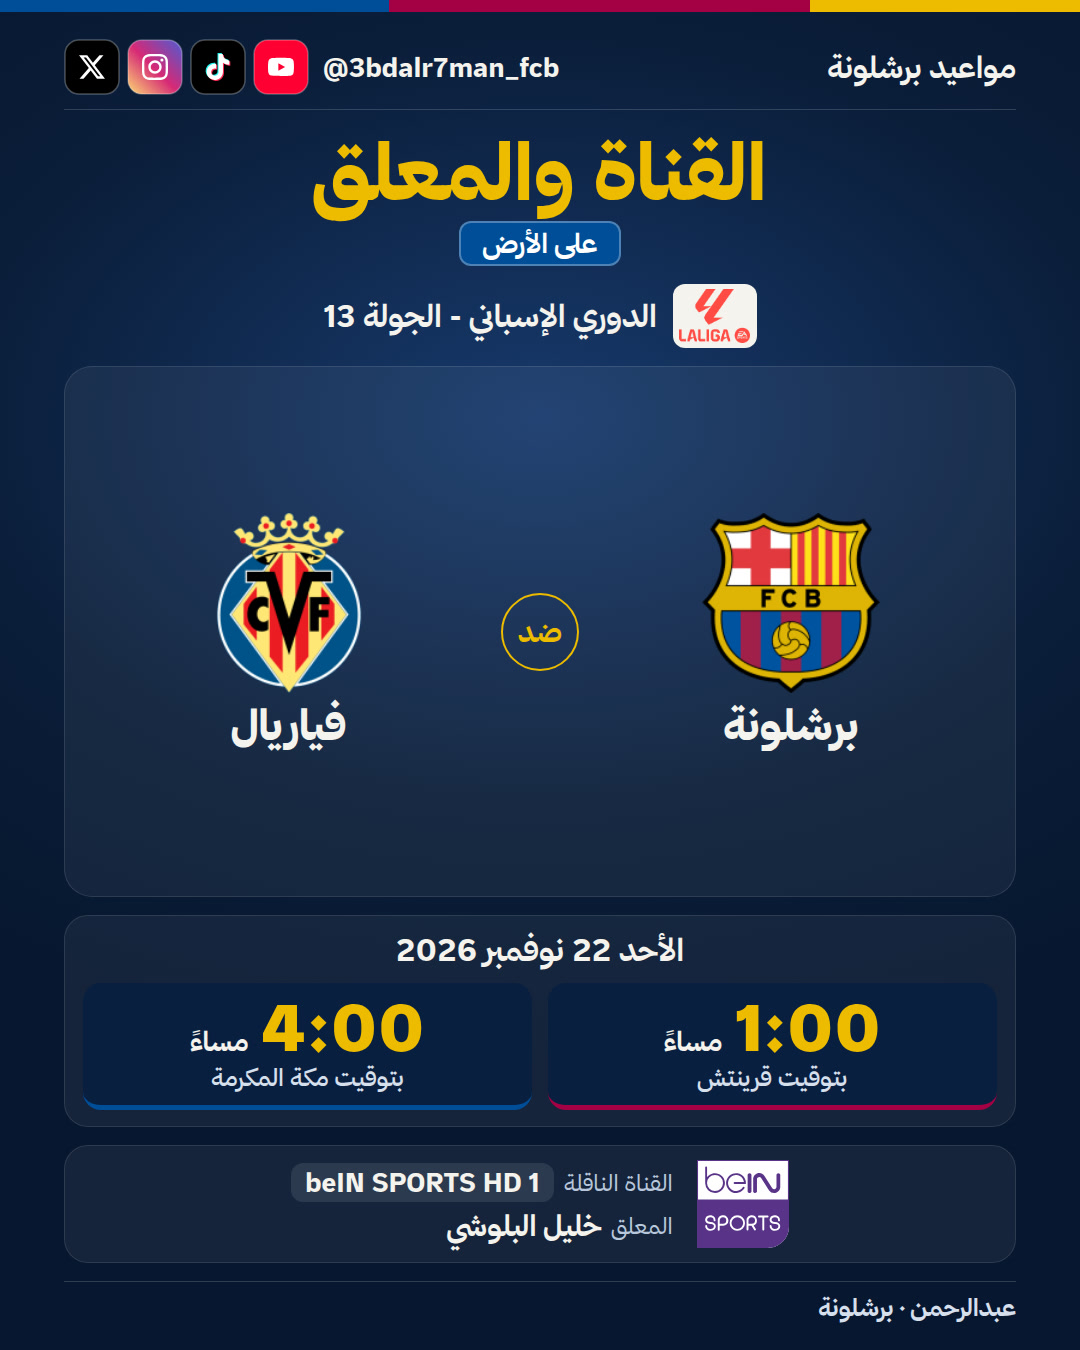 مواعيد برشلونة
@3bdalr7man_fcb
القناة والمعلق
على الأرض
الدوري الإسباني - الجولة 13
LALIGA
FCB
برشلونة
ضد
CVF
فياريال
الأحد 22 نوفمبر 2026
1:00 مساءً
بتوقيت قرينتش
4:00 مساءً
بتوقيت مكة المكرمة
beIN
SPORTS
القناة الناقلة beIN SPORTS HD 1
المعلق خليل البلوشي
عبدالرحمن · برشلونة